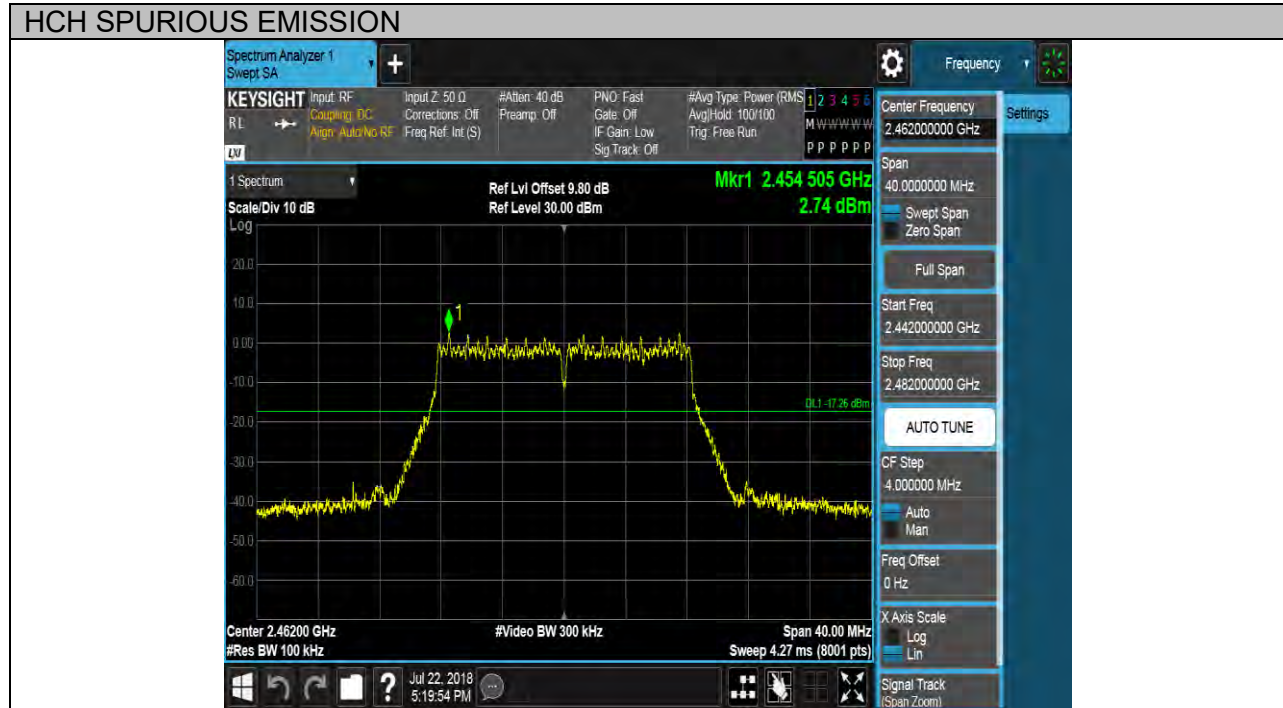 HCH SPURIOUS EMISSION
Spectrum Analyzer 1
Swept SA
+
Frequency
KEYSIGHT
RL
LXI
Input: RF
Coupling: DC
Align: Auto/No RF
Input Z: 50 Ω
Corrections: Off
Freq Ref: Int (S)
#Atten: 40 dB
Preamp: Off
PNO: Fast
Gate: Off
IF Gain: Low
Sig Track: Off
#Avg Type: Power (RMS
Avg|Hold: 100/100
Trig: Free Run
1 2 3 4 5 6
M W W W W W
P P P P P P
1 Spectrum
Scale/Div 10 dB
Log
Ref Lvl Offset 9.80 dB
Ref Level 30.00 dBm
Mkr1 2.454 505 GHz
2.74 dBm
20.0
10.0
0.00
-10.0
-20.0
-30.0
-40.0
-50.0
-60.0
1
DL1 -17.26 dBm
Center 2.46200 GHz
#Res BW 100 kHz
#Video BW 300 kHz
Span 40.00 MHz
Sweep 4.27 ms (8001 pts)
?
Jul 22, 2018
5:19:54 PM
Center Frequency
2.462000000 GHz
Span
40.0000000 MHz
Swept Span
Zero Span
Full Span
Start Freq
2.442000000 GHz
Stop Freq
2.482000000 GHz
AUTO TUNE
CF Step
4.000000 MHz
Auto
Man
Freq Offset
0 Hz
X Axis Scale
Log
Lin
Signal Track
(Span Zoom)
Settings